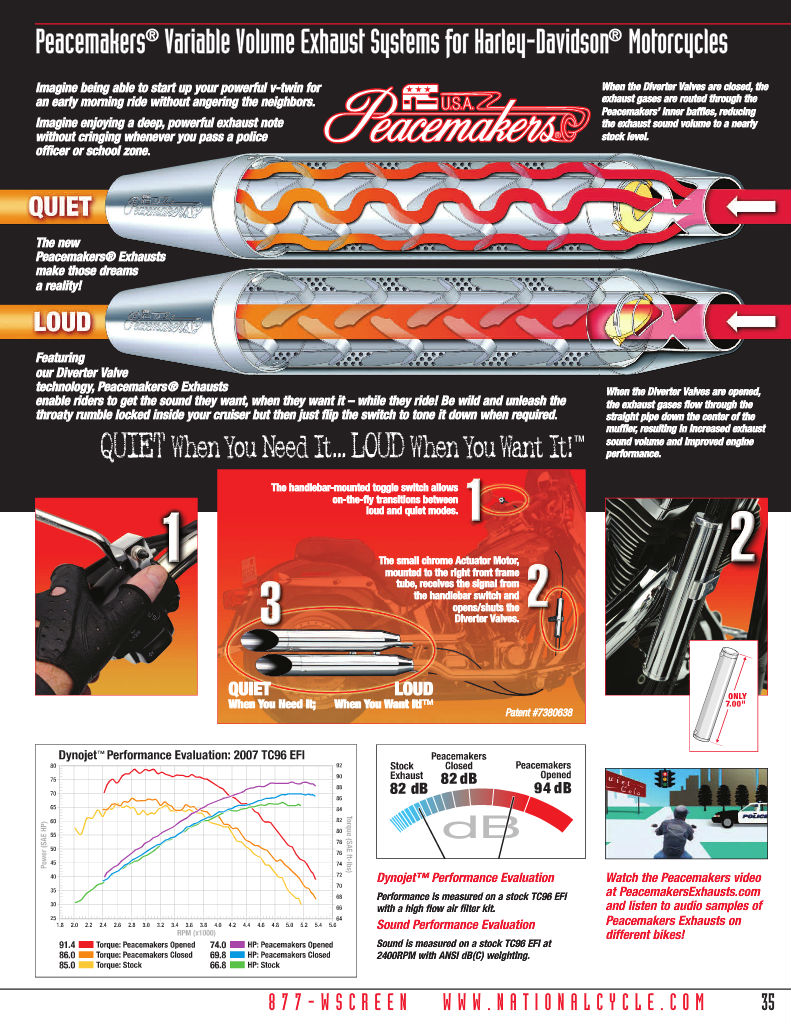 Peacemakers® Variable Volume Exhaust Systems for Harley-Davidson® Motorcycles
Imagine being able to start up your powerful v-twin for
an early morning ride without angering the neighbors.
Imagine enjoying a deep, powerful exhaust note
without cringing whenever you pass a police
officer or school zone.
U.S.A.
Peacemakers®
When the Diverter Valves are closed, the
exhaust gases are routed through the
Peacemakers' inner baffles, reducing
the exhaust sound volume to a nearly
stock level.
QUIET
Peacemakers
The new
Peacemakers® Exhausts
make those dreams
a reality!
LOUD
Peacemakers
Featuring
our Diverter Valve
technology, Peacemakers® Exhausts
enable riders to get the sound they want, when they want it – while they ride! Be wild and unleash the
throaty rumble locked inside your cruiser but then just flip the switch to tone it down when required.
When the Diverter Valves are opened,
the exhaust gases flow through the
straight pipe down the center of the
muffler, resulting in increased exhaust
sound volume and improved engine
performance.
QUIET When You Need It... LOUD When You Want It!™
1
The handlebar-mounted toggle switch allows
on-the-fly transitions between
loud and quiet modes.
1
The small chrome Actuator Motor,
mounted to the right front frame
tube, receives the signal from
the handlebar switch and
opens/shuts the
Diverter Valves.
2
3
QUIET LOUD
When You Need It; When You Want It!™
Patent #7380638
2
ONLY
7.00"
Dynojet™ Performance Evaluation: 2007 TC96 EFI
Power (SAE HP)
80
75
70
65
60
55
50
45
40
35
30
25
Torque (SAE ft-lbs)
92
90
88
86
84
82
80
78
76
74
72
70
68
66
64
1.8 2.0 2.2 2.4 2.6 2.8 3.0 3.2 3.4 3.6 3.8 4.0 4.2 4.4 4.6 4.8 5.0 5.2 5.4 5.6
RPM (x1000)
91.4 Torque: Peacemakers Opened 74.0 HP: Peacemakers Opened
86.0 Torque: Peacemakers Closed 69.8 HP: Peacemakers Closed
85.0 Torque: Stock 66.8 HP: Stock
Stock
Exhaust
82 dB
Peacemakers
Closed
82 dB
Peacemakers
Opened
94 dB
dB
Dynojet™ Performance Evaluation
Performance is measured on a stock TC96 EFI
with a high flow air filter kit.
Sound Performance Evaluation
Sound is measured on a stock TC96 EFI at
2400RPM with ANSI dB(C) weighting.
Quiet
POLICE
Watch the Peacemakers video
at PeacemakersExhausts.com
and listen to audio samples of
Peacemakers Exhausts on
different bikes!
877-WSCREEN WWW.NATIONALCYCLE.COM 35